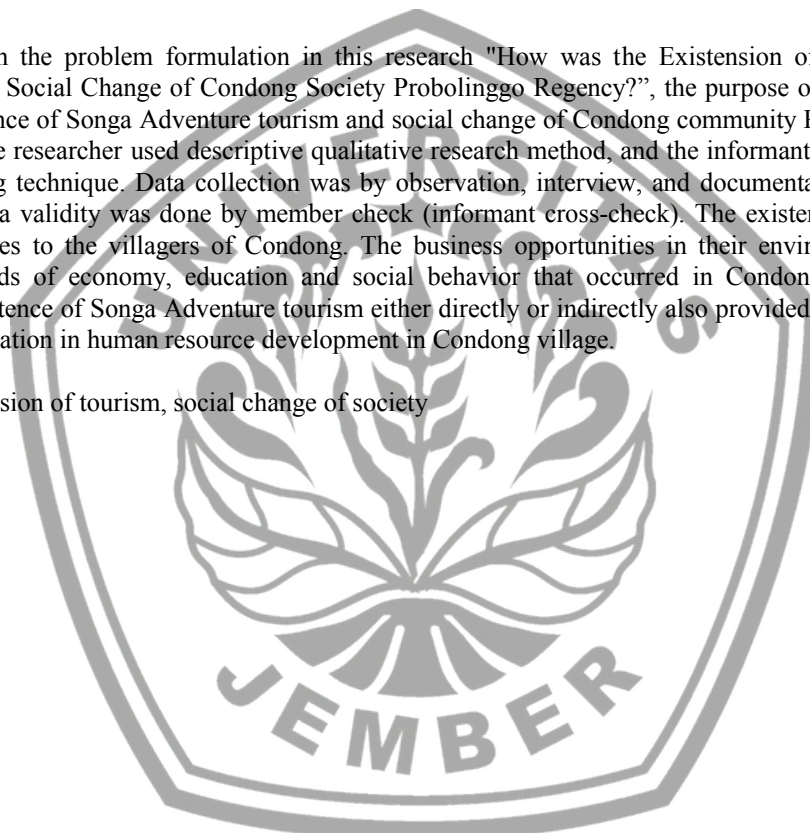 n the problem formulation in this research "How was the Existension o
Social Change of Condong Society Probolinggo Regency?”, the purpose o
nce of Songa Adventure tourism and social change of Condong community
e researcher used descriptive qualitative research method, and the informant
g technique. Data collection was by observation, interview, and documenta
a validity was done by member check (informant cross-check). The existe
es to the villagers of Condong. The business opportunities in their envi
ds of economy, education and social behavior that occurred in Condon
tence of Songa Adventure tourism either directly or indirectly also provided
ation in human resource development in Condong village.
sion of tourism, social change of society
UNIVERSITAS
JEMBER